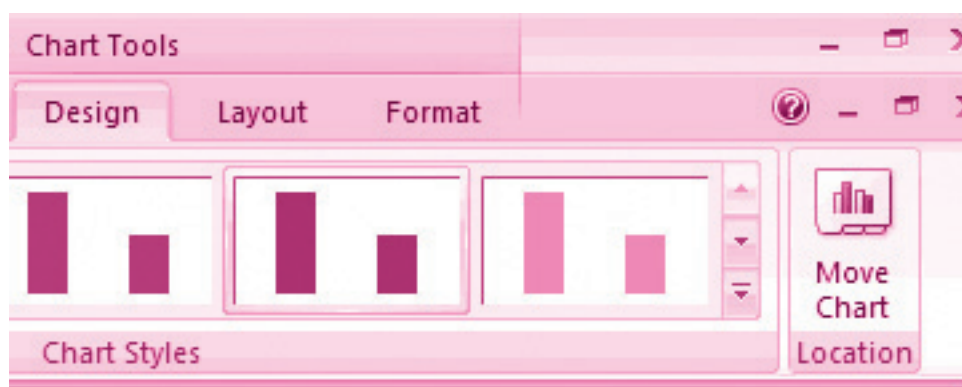 Chart Tools
Design Layout Format
Move
Chart
Chart Styles
Location